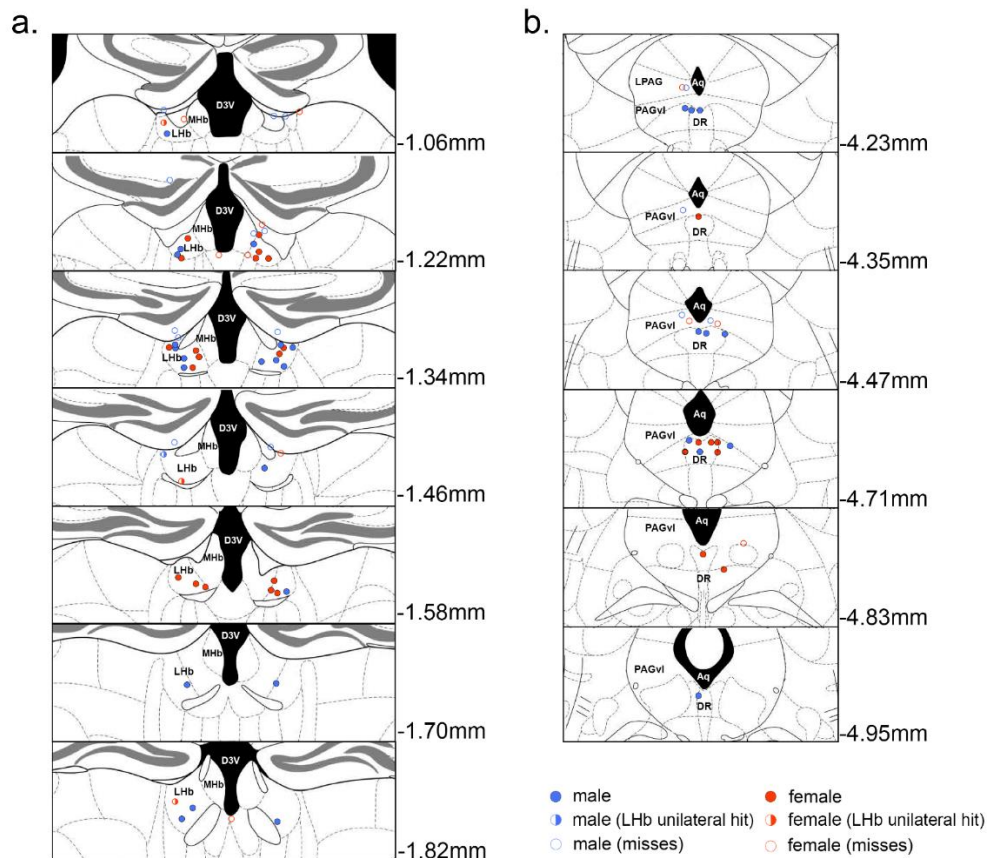 a.
D3V
MHb
LHb
-1.06mm
D3V
MHb
LHb
-1.22mm
D3V
MHb
LHb
-1.34mm
D3V
MHb
LHb
-1.46mm
D3V
MHb
LHb
-1.58mm
D3V
MHb
LHb
-1.70mm
D3V
MHb
LHb
-1.82mm
b.
LPAG
Aq
PAGvl
DR
-4.23mm
Aq
PAGvl
DR
-4.35mm
Aq
PAGvl
DR
-4.47mm
Aq
PAGvl
DR
-4.71mm
PAGvl
Aq
DR
-4.83mm
PAGvl
Aq
DR
-4.95mm
male
female
male (LHb unilateral hit)
female (LHb unilateral hit)
male (misses)
female (misses)